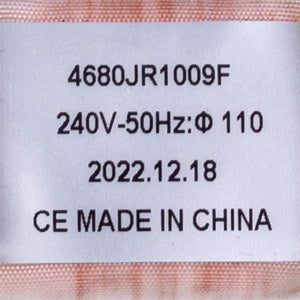 4680JR1009F
240V-50Hz:Φ 110
2022.12.18
CE MADE IN CHINA